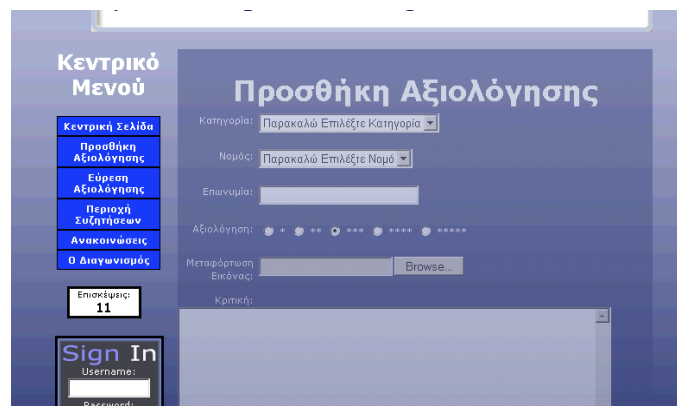 Κεντρικό
Μενού
Κεντρική Σελίδα
Προσθήκη
Αξιολόγησης
Εύρεση
Αξιολόγησης
Περιοχή
Συζητήσεων
Ανακοινώσεις
Ο Διαγωνισμός
Επισκέψεις:
11
Sign In
Username:
Password:
Προσθήκη Αξιολόγησης
Κατηγορία: Παρακαλώ Επιλέξτε Κατηγορία
Νομός: Παρακαλώ Επιλέξτε Νομό
Επωνυμία:
Αξιολόγηση: * ** *** **** *****
Μεταφόρτωση
Εικόνας: Browse...
Κριτική: